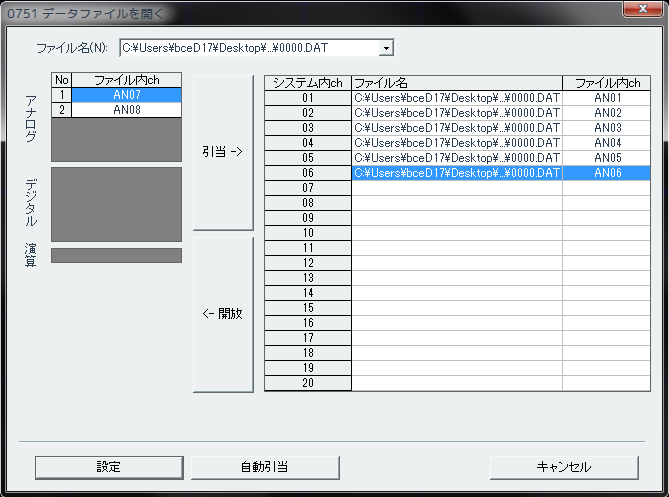 0751 データファイルを開く
ファイル名(N):
C:¥Users¥bceD17¥Desktop¥...¥0000.DAT
アナログ
No ファイル内ch
1 AN07
2 AN08
デジタル
演算
引当 ->
<- 開放
システム内ch ファイル名 ファイル内ch
01 C:¥Users¥bceD17¥Desktop¥...¥0000.DAT AN01
02 C:¥Users¥bceD17¥Desktop¥...¥0000.DAT AN02
03 C:¥Users¥bceD17¥Desktop¥...¥0000.DAT AN03
04 C:¥Users¥bceD17¥Desktop¥...¥0000.DAT AN04
05 C:¥Users¥bceD17¥Desktop¥...¥0000.DAT AN05
06 C:¥Users¥bceD17¥Desktop¥...¥0000.DAT AN06
07
08
09
10
11
12
13
14
15
16
17
18
19
20
設定
自動引当
キャンセル